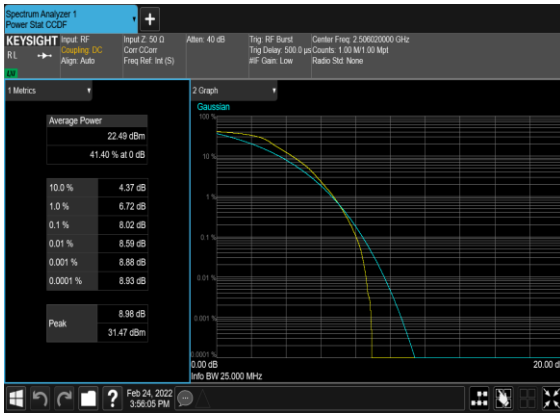 Spectrum Analyzer 1
Power Stat CCDF
+
KEYSIGHT
RL
Input: RF
Coupling: DC
Align: Auto
Input Z: 50 Ω
Corr CCorr
Freq Ref: Int (S)
Atten: 40 dB
Trig: RF Burst
Trig Delay: 500.0 µs
#IF Gain: Low
Center Freq: 2.506020000 GHz
Counts: 1.00 M/1.00 Mpt
Radio Std: None
1 Metrics
Average Power
22.49 dBm
41.40 % at 0 dB
10.0 % 4.37 dB
1.0 % 6.72 dB
0.1 % 8.02 dB
0.01 % 8.59 dB
0.001 % 8.88 dB
0.0001 % 8.93 dB
Peak 8.98 dB
31.47 dBm
2 Graph
Gaussian
100 %
10 %
1 %
0.1 %
0.01 %
0.001 %
0.0001 %
0.00 dB
20.00 d
Info BW 25.000 MHz
?
Feb 24, 2022
3:56:05 PM